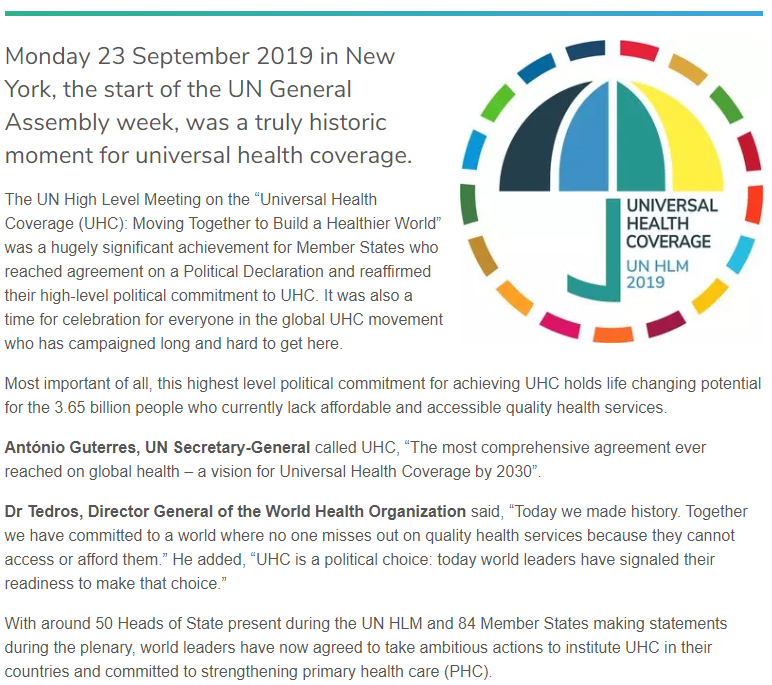 Monday 23 September 2019 in New
York, the start of the UN General
Assembly week, was a truly historic
moment for universal health coverage.
The UN High Level Meeting on the “Universal Health
Coverage (UHC): Moving Together to Build a Healthier World”
was a hugely significant achievement for Member States who
reached agreement on a Political Declaration and reaffirmed
their high-level political commitment to UHC. It was also a
time for celebration for everyone in the global UHC movement
who has campaigned long and hard to get here.
UNIVERSAL
HEALTH
COVERAGE
UN HLM
2019
Most important of all, this highest level political commitment for achieving UHC holds life changing potential
for the 3.65 billion people who currently lack affordable and accessible quality health services.
António Guterres, UN Secretary-General called UHC, “The most comprehensive agreement ever
reached on global health – a vision for Universal Health Coverage by 2030”.
Dr Tedros, Director General of the World Health Organization said, “Today we made history. Together
we have committed to a world where no one misses out on quality health services because they cannot
access or afford them.” He added, “UHC is a political choice: today world leaders have signaled their
readiness to make that choice.”
With around 50 Heads of State present during the UN HLM and 84 Member States making statements
during the plenary, world leaders have now agreed to take ambitious actions to institute UHC in their
countries and committed to strengthening primary health care (PHC).